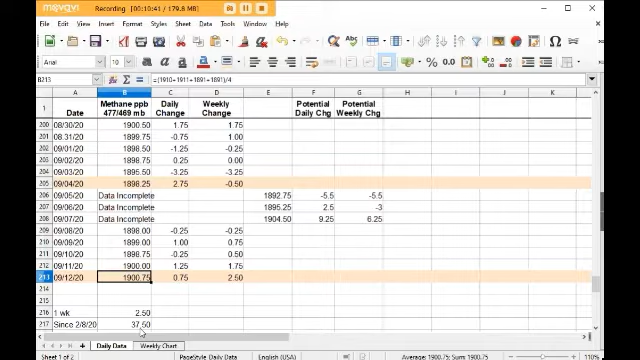 movavi Recording 00:10:41 / 179.8 MB
File Edit View Insert Format Styles Sheet Data Tools Window Help
Arial 10
B213 =(1910+1911+1891+1891)/4
A B C D E F G H I J K
1 Date Methane ppb 477/469 mb Daily Change Weekly Change Potential Daily Chg Potential Weekly Chg
200 08/30/20 1900.50 1.75 1.75
201 08/31/20 1899.75 -0.75 1.00
202 09/01/20 1898.50 -1.25 -0.25
203 09/02/20 1898.75 0.25 0.00
204 09/03/20 1895.50 -3.25 -3.25
205 09/04/20 1898.25 2.75 -0.50
206 09/05/20 Data Incomplete 1892.75 -5.5 -5.5
207 09/06/20 Data Incomplete 1895.25 2.5 -3
208 09/07/20 Data Incomplete 1904.50 9.25 6.25
209 09/08/20 1898.00 -0.25 -0.25
210 09/09/20 1899.00 1.00 0.75
211 09/10/20 1898.75 -0.25 0.50
212 09/11/20 1900.00 1.25 1.75
213 09/12/20 1900.75 0.75 2.50
214
215
216 1 wk 2.50
217 Since 2/8/20 37.50
Daily Data Weekly Chart
Sheet 1 of 2 PageStyle Daily Data English (USA) Average: 1900.75; Sum: 1900.75 100%